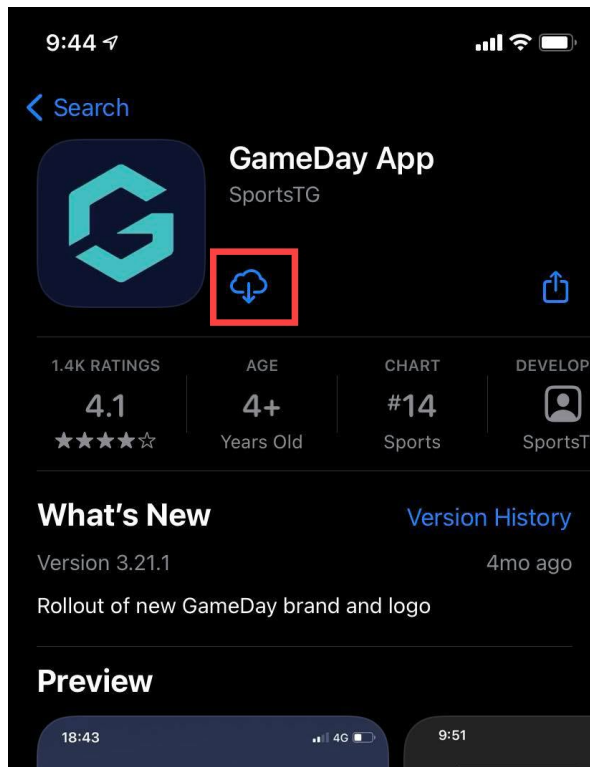 9:44
Search
GameDay App
SportsTG
1.4K RATINGS
4.1
AGE
4+
Years Old
CHART
#14
Sports
DEVELOP
SportsT
What's New
Version History
Version 3.21.1
4mo ago
Rollout of new GameDay brand and logo
Preview
18:43
4G
9:51